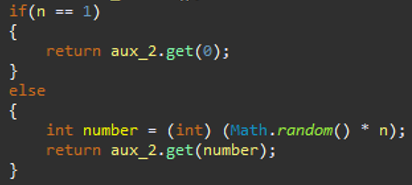 if(n == 1)
{
return aux_2.get(0);
}
else
{
int number = (int) (Math.random() * n);
return aux_2.get(number);
}